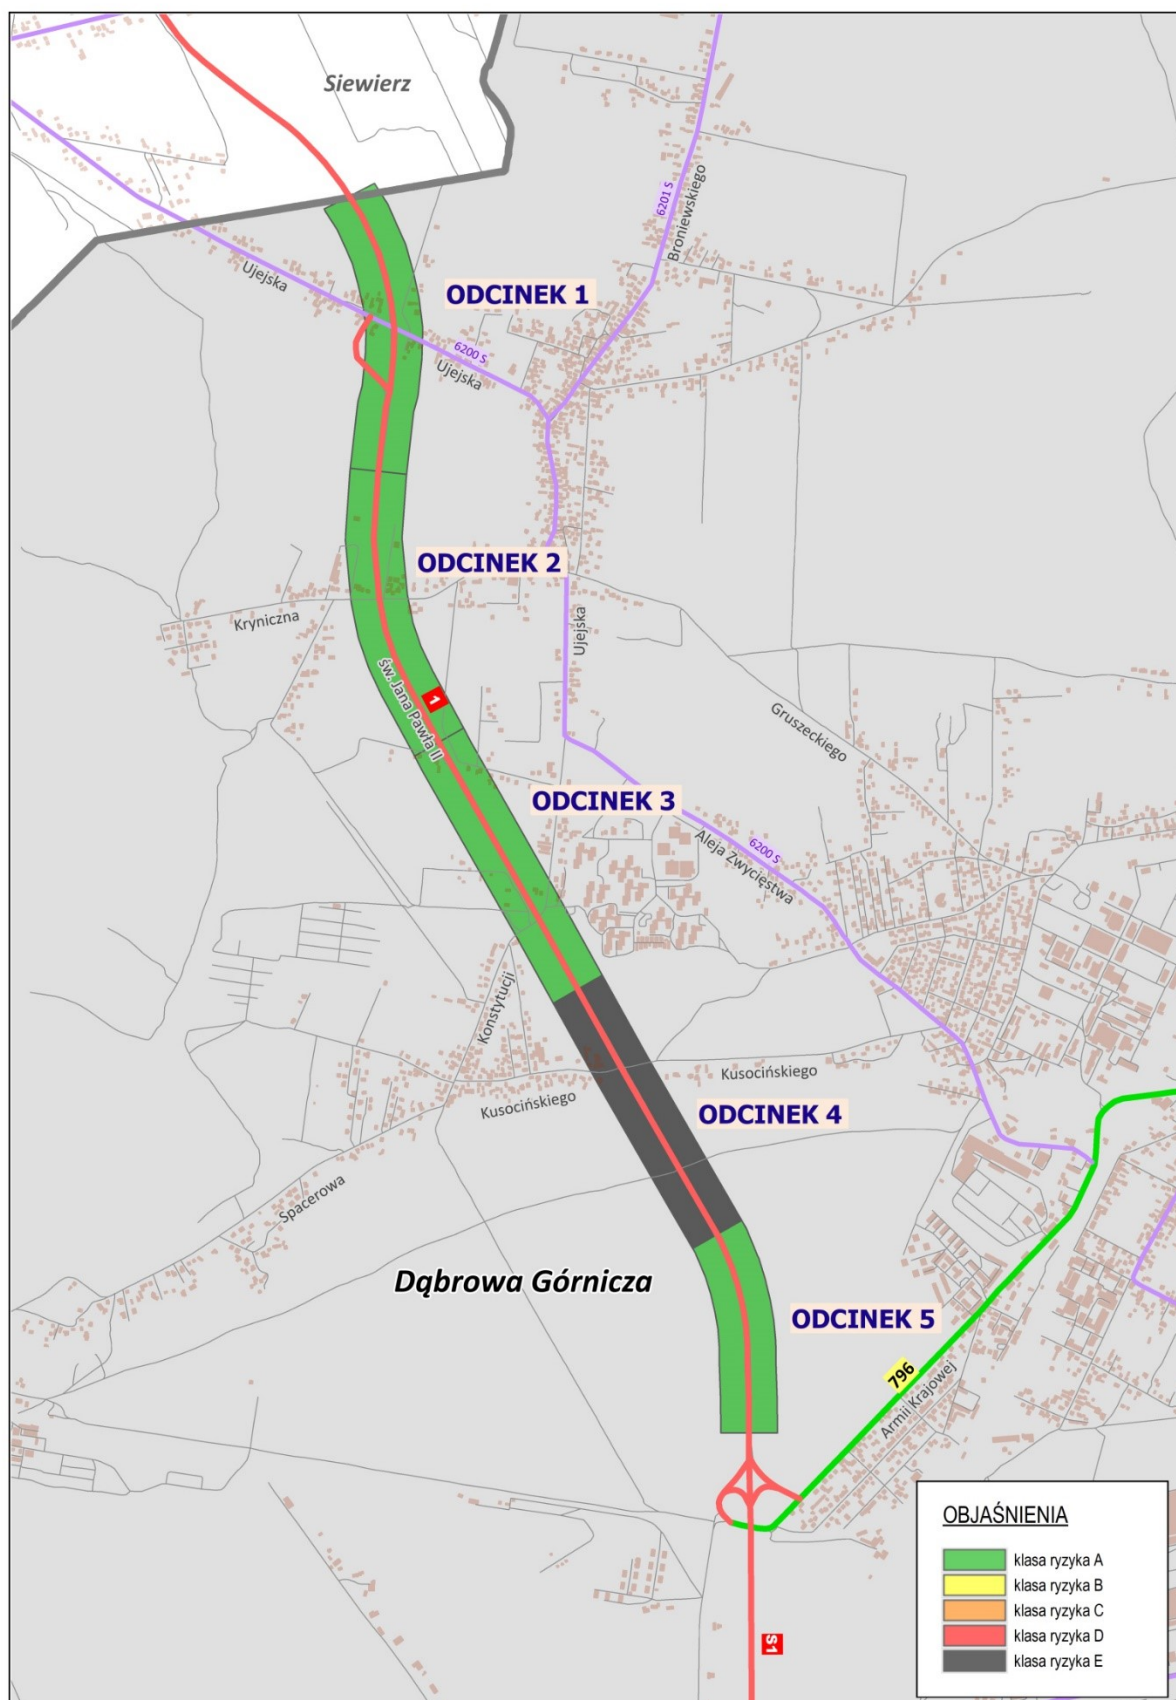 Siewierz
6201 S
Broniewskiego
Ujejska
ODCINEK 1
6200 S
Ujejska
ODCINEK 2
Kryniczna
Ujejska
1
św. Jana Pawła II
Gruszeckiego
ODCINEK 3
6200 S
Aleja Zwycięstwa
Konstytucji
Kusocińskiego
Kusocińskiego
ODCINEK 4
Spacerowa
Dąbrowa Górnicza
ODCINEK 5
796
Armii Krajowej
S1
OBJAŚNIENIA
klasa ryzyka A
klasa ryzyka B
klasa ryzyka C
klasa ryzyka D
klasa ryzyka E